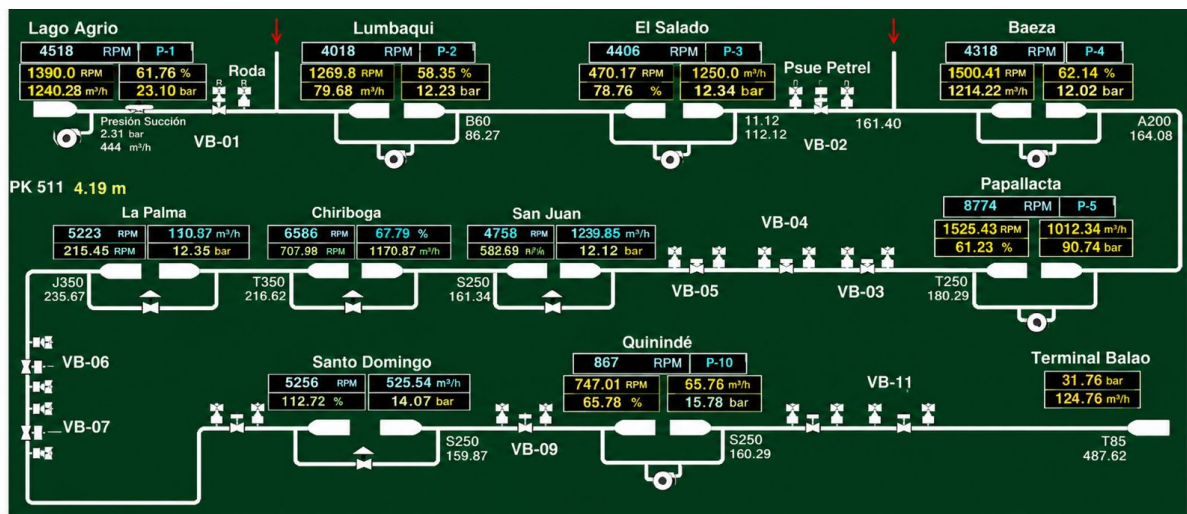 Lago Agrio
4518 RPM P-1
1390.0 RPM 61.76 %
1240.28 m³/h 23.10 bar
Presión Succión
2.31 bar
444 m³/h
Roda
R R
VB-01
Lumbaqui
4018 RPM P-2
1269.8 RPM 58.35 %
79.68 m³/h 12.23 bar
B60
86.27
El Salado
4406 RPM P-3
470.17 RPM 1250.0 m³/h
78.76 % 12.34 bar
11.12
112.12
Psue Petrel
VB-02
161.40
Baeza
4318 RPM P-4
1500.41 RPM 62.14 %
1214.22 m³/h 12.02 bar
A200
164.08
PK 511 4.19 m
La Palma
5223 RPM 110.87 m³/h
215.45 RPM 12.35 bar
J350
235.67
Chiriboga
6586 RPM 67.79 %
707.98 RPM 1170.87 m³/h
T350
216.62
San Juan
4758 RPM 1239.85 m³/h
582.69 12.12 bar
S250
161.34
VB-05
VB-04
VB-03
Papallacta
8774 RPM P-5
1525.43 RPM 1012.34 m³/h
61.23 % 90.74 bar
T250
180.29
VB-06
VB-07
Santo Domingo
5256 RPM 525.54 m³/h
112.72 % 14.07 bar
S250
159.87
VB-09
Quinindé
867 RPM P-10
747.01 RPM 65.76 m³/h
65.78 % 15.78 bar
S250
160.29
VB-11
Terminal Balao
31.76 bar
124.76 m³/h
T85
487.62